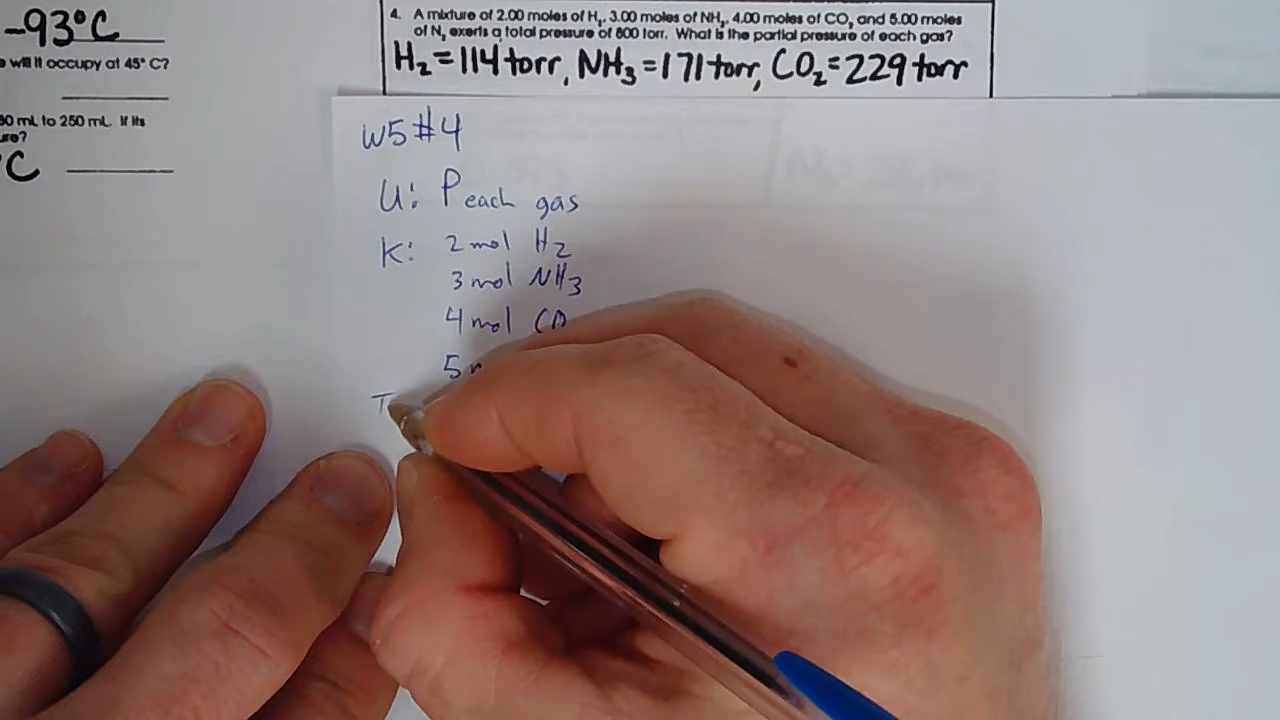 -93°C
e will it occupy at 45° C?
to 250 mL. If its
°C
4. A mixture of 2.00 moles of H₂, 3.00 moles of NH₃, 4.00 moles of CO₂ and 5.00 moles
of N₂ exerts a total pressure of 800 torr. What is the partial pressure of each gas?
H₂=114 torr, NH₃=171 torr, CO₂=229 torr
W5#4
U: P each gas
K: 2 mol H₂
3 mol NH₃
4 mol CO
5
T